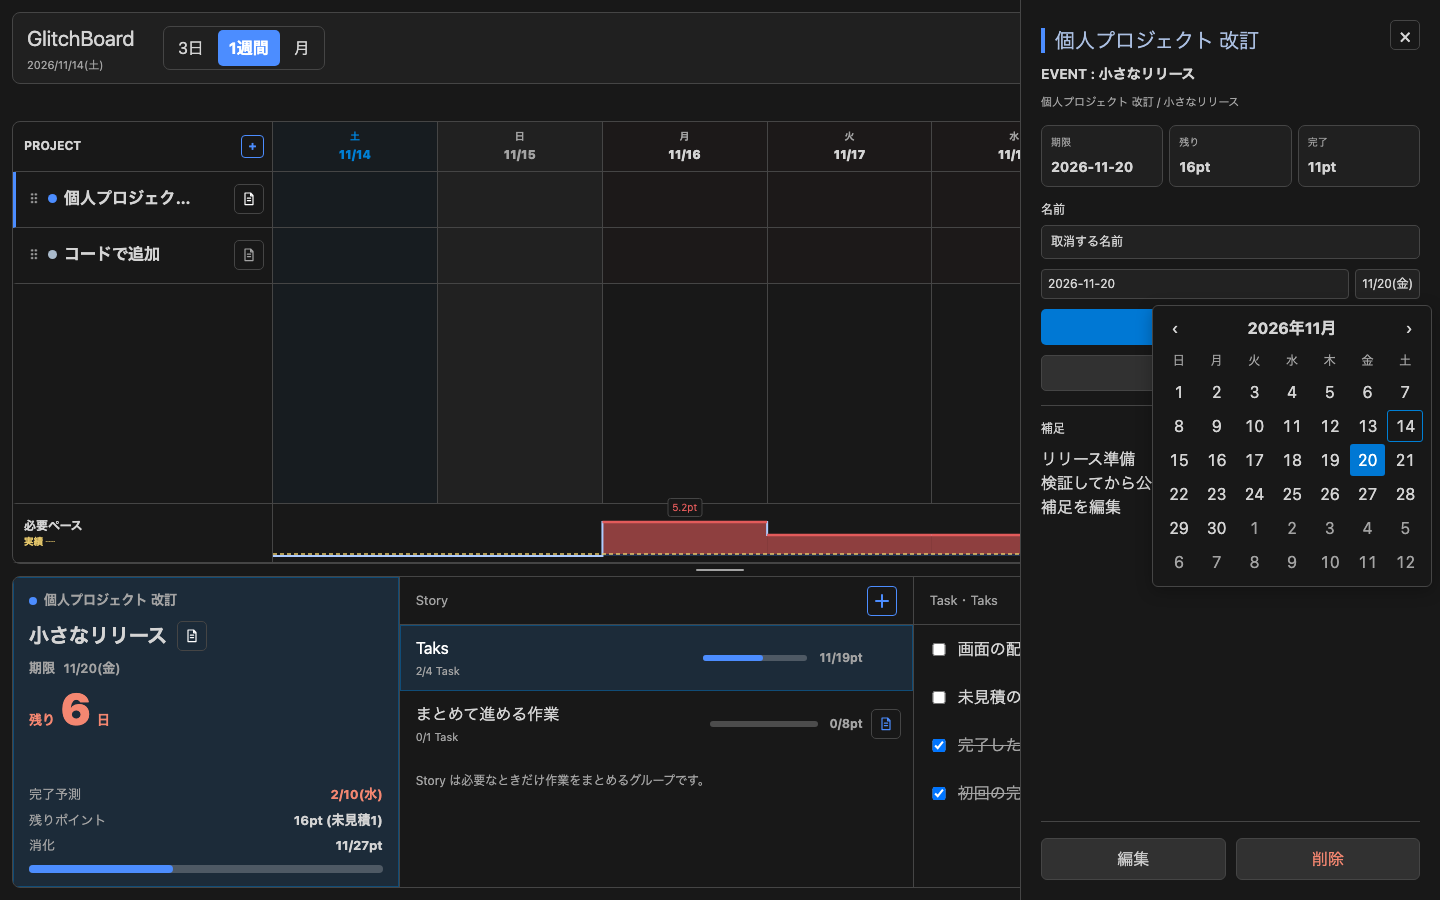 GlitchBoard
2026/11/14(土)
3日 1週間 月
PROJECT
+
土
11/14
日
11/15
月
11/16
火
11/17
水
個人プロジェク...
コードで追加
必要ペース
実績 —
5.2pt
個人プロジェクト 改訂
小さなリリース
期限 11/20(金)
残り 6 日
完了予測 2/10(水)
残りポイント 16pt (未見積1)
消化 11/27pt
Story
+
Taks
2/4 Task
11/19pt
まとめて進める作業
0/1 Task
0/8pt
Story は必要なときだけ作業をまとめるグループです。
Task・Taks
画面の配
未見積の
完了した
初回の完
個人プロジェクト 改訂
×
EVENT : 小さなリリース
個人プロジェクト 改訂 / 小さなリリース
期限
2026-11-20
残り
16pt
完了
11pt
名前
取消する名前
2026-11-20
11/20(金)
‹ 2026年11月 ›
日 月 火 水 木 金 土
1 2 3 4 5 6 7
8 9 10 11 12 13 14
15 16 17 18 19 20 21
22 23 24 25 26 27 28
29 30 1 2 3 4 5
6 7 8 9 10 11 12
補足
リリース準備
検証してから公
補足を編集
編集
削除